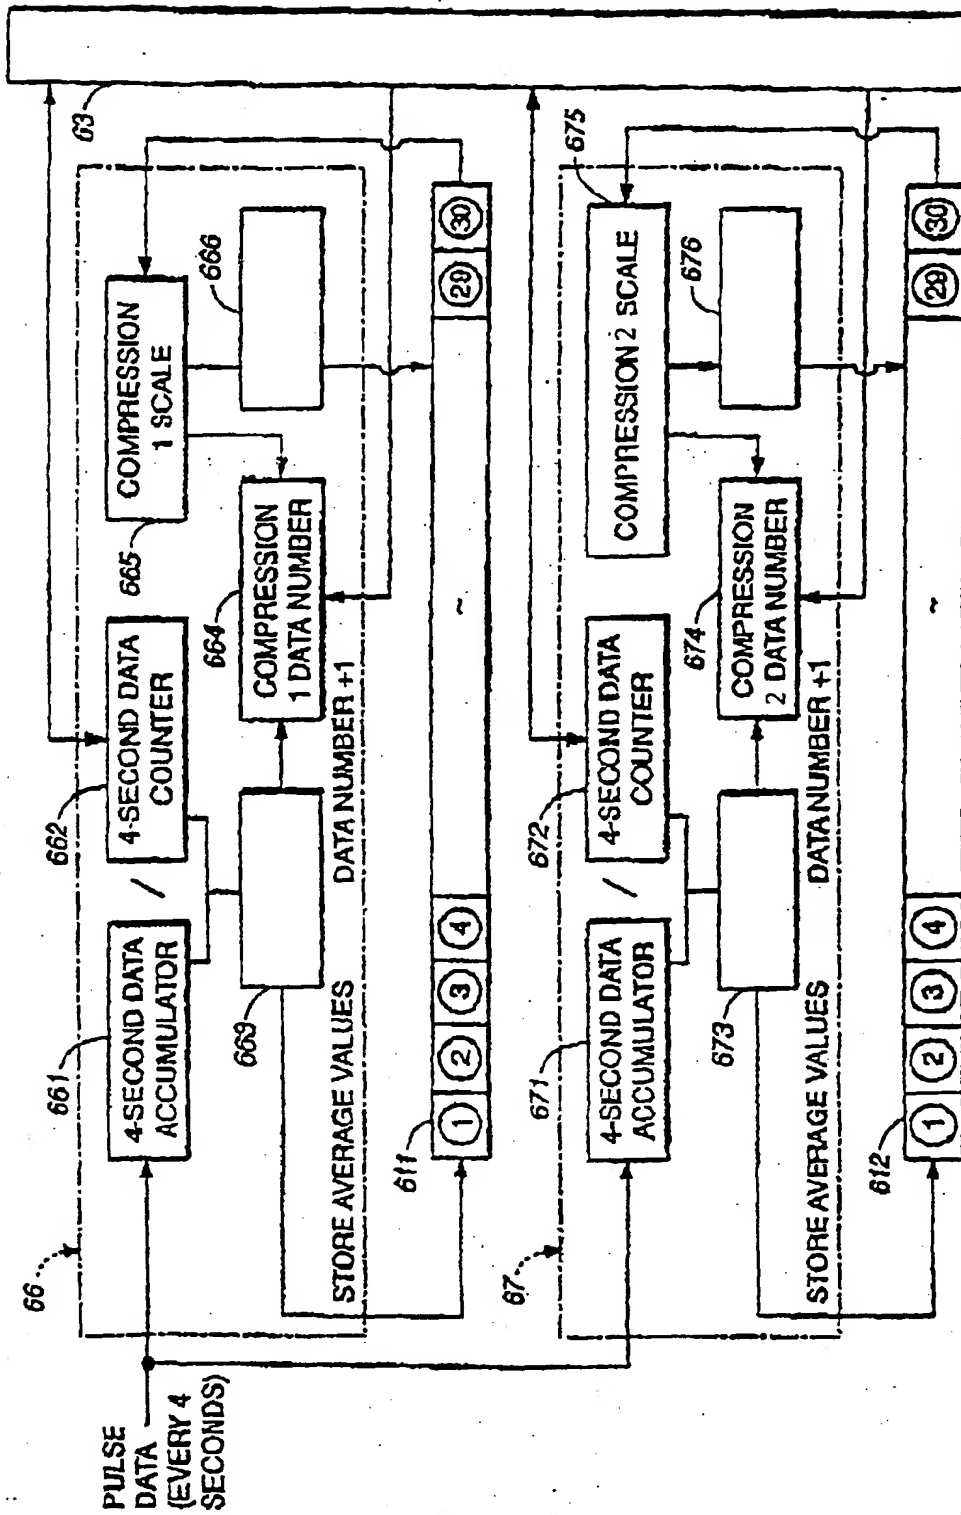 PULSE
DATA
(EVERY 4
SECONDS)
66
661
4-SECOND DATA
ACCUMULATOR
/
662
4-SECOND DATA
COUNTER
665
COMPRESSION
1 SCALE
63
669
664
COMPRESSION
1 DATA NUMBER
666
STORE AVERAGE VALUES
DATA NUMBER +1
611
1 2 3 4 ~ 29 30
67
671
4-SECOND DATA
ACCUMULATOR
/
672
4-SECOND DATA
COUNTER
COMPRESSION 2 SCALE
675
673
674
COMPRESSION
2 DATA NUMBER
676
STORE AVERAGE VALUES
DATA NUMBER +1
612
1 2 3 4 ~ 29 30